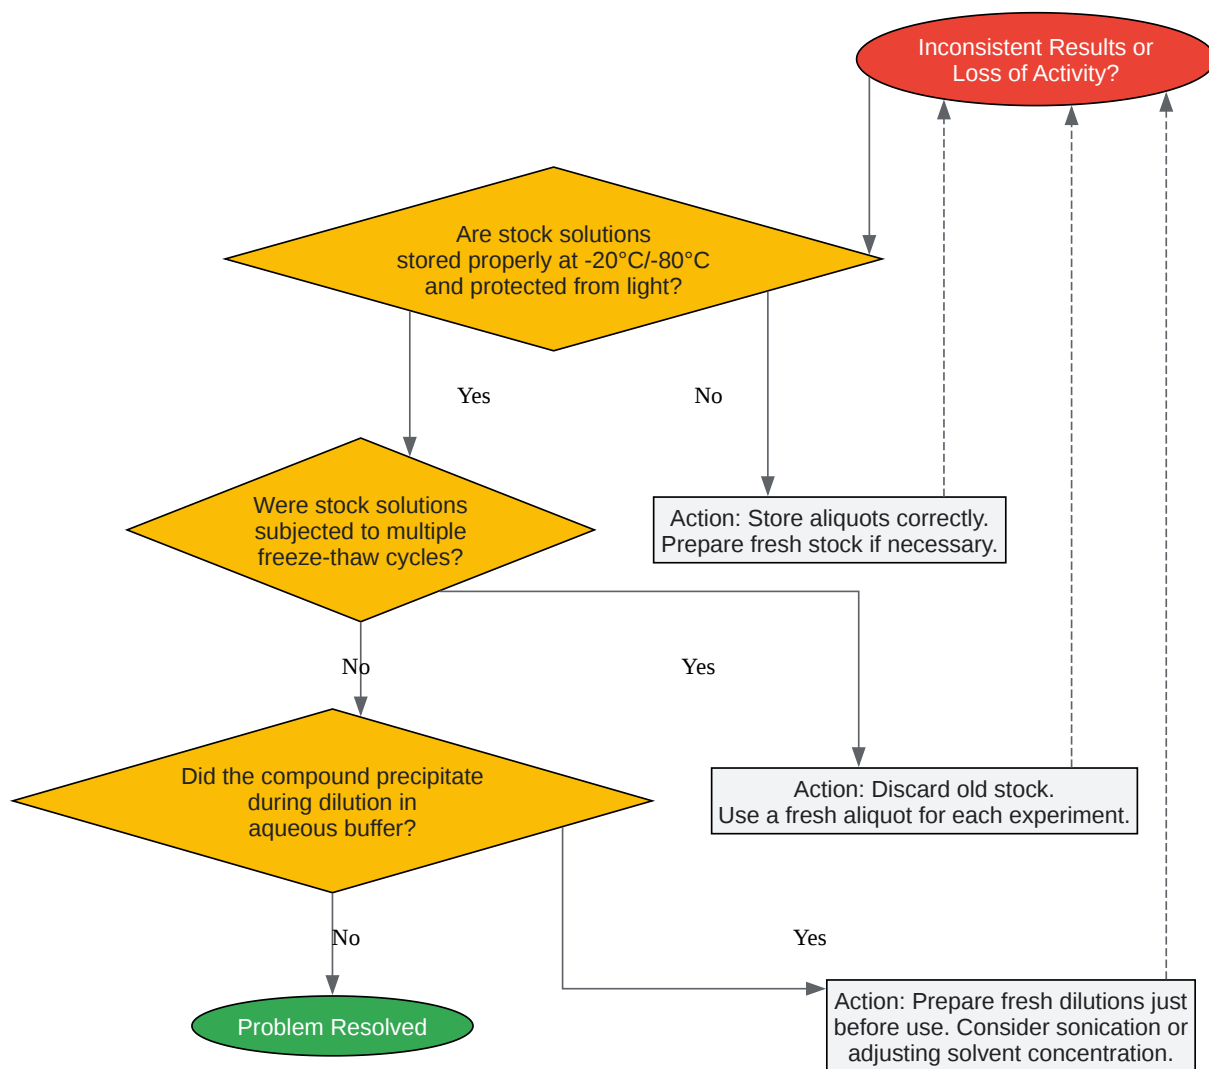 Inconsistent Results or
Loss of Activity?
Are stock solutions
stored properly at -20°C/-80°C
and protected from light?
Yes
No
Were stock solutions
subjected to multiple
freeze-thaw cycles?
Action: Store aliquots correctly.
Prepare fresh stock if necessary.
No
Yes
Did the compound precipitate
during dilution in
aqueous buffer?
Action: Discard old stock.
Use a fresh aliquot for each experiment.
No
Yes
Problem Resolved
Action: Prepare fresh dilutions just
before use. Consider sonication or
adjusting solvent concentration.